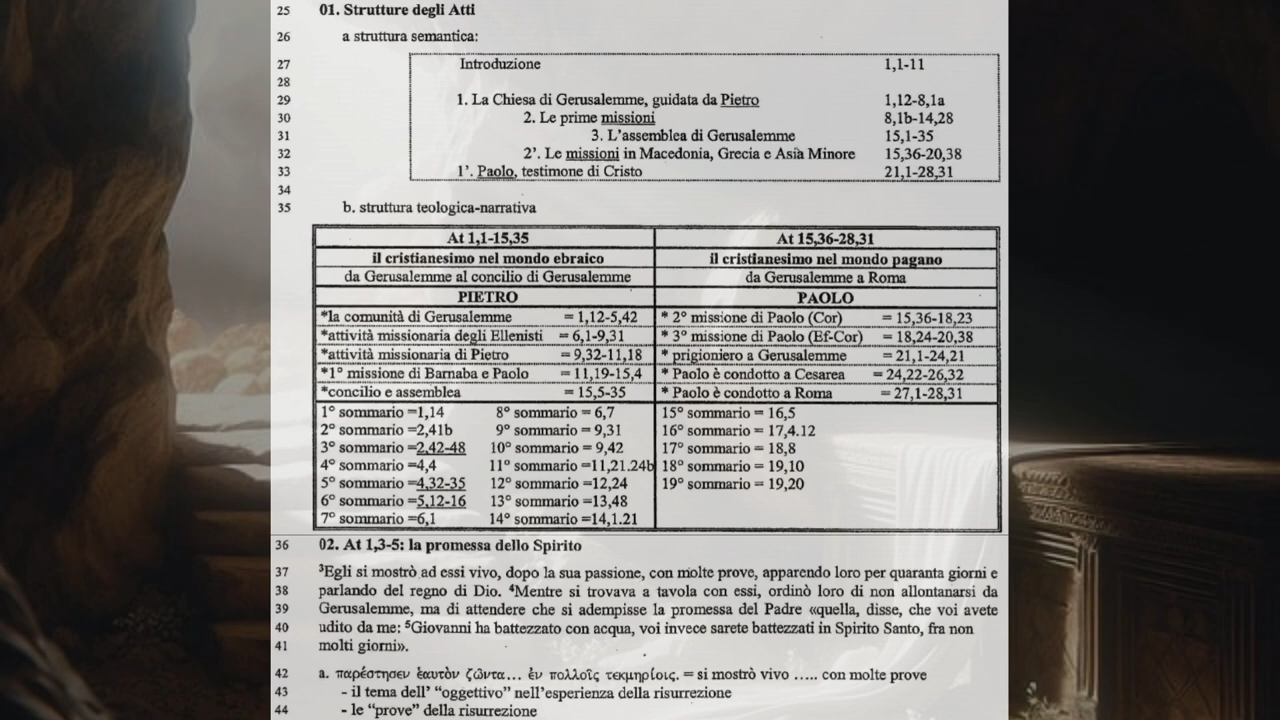 25 01. Strutture degli Atti
26 a struttura semantica:
27 Introduzione 1,1-11
28
29 1. La Chiesa di Gerusalemme, guidata da Pietro 1,12-8,1a
30 2. Le prime missioni 8,1b-14,28
31 3. L'assemblea di Gerusalemme 15,1-35
32 2'. Le missioni in Macedonia, Grecia e Asia Minore 15,36-20,38
33 1'. Paolo, testimone di Cristo 21,1-28,31
34
35 b. struttura teologica-narrativa
At 1,1-15,35 At 15,36-28,31
il cristianesimo nel mondo ebraico il cristianesimo nel mondo pagano
da Gerusalemme al concilio di Gerusalemme da Gerusalemme a Roma
PIETRO PAOLO
*la comunità di Gerusalemme = 1,12-5,42 * 2° missione di Paolo (Cor) = 15,36-18,23
*attività missionaria degli Ellenisti = 6,1-9,31 * 3° missione di Paolo (Ef-Cor) = 18,24-20,38
*attività missionaria di Pietro = 9,32-11,18 * prigioniero a Gerusalemme = 21,1-24,21
*1° missione di Barnaba e Paolo = 11,19-15,4 * Paolo è condotto a Cesarea = 24,22-26,32
*concilio e assemblea = 15,5-35 * Paolo è condotto a Roma = 27,1-28,31
1° sommario =1,14 8° sommario = 6,7 15° sommario = 16,5
2° sommario =2,41b 9° sommario = 9,31 16° sommario = 17,4.12
3° sommario =2,42-48 10° sommario = 9,42 17° sommario = 18,8
4° sommario =4,4 11° sommario =11,21.24b 18° sommario = 19,10
5° sommario =4,32-35 12° sommario =12,24 19° sommario = 19,20
6° sommario =5,12-16 13° sommario =13,48
7° sommario =6,1 14° sommario =14,1.21
36 02. At 1,3-5: la promessa dello Spirito
37 ³Egli si mostrò ad essi vivo, dopo la sua passione, con molte prove, apparendo loro per quaranta giorni e
38 parlando del regno di Dio. ⁴Mentre si trovava a tavola con essi, ordinò loro di non allontanarsi da
39 Gerusalemme, ma di attendere che si adempisse la promessa del Padre «quella, disse, che voi avete
40 udito da me: ⁵Giovanni ha battezzato con acqua, voi invece sarete battezzati in Spirito Santo, fra non
41 molti giorni».
42 a. παρέστησεν ἑαυτὸν ζῶντα... ἐν πολλοῖς τεκμηρίοις. = si mostrò vivo ..... con molte prove
43 - il tema dell' "oggettivo" nell'esperienza della risurrezione
44 - le "prove" della risurrezione